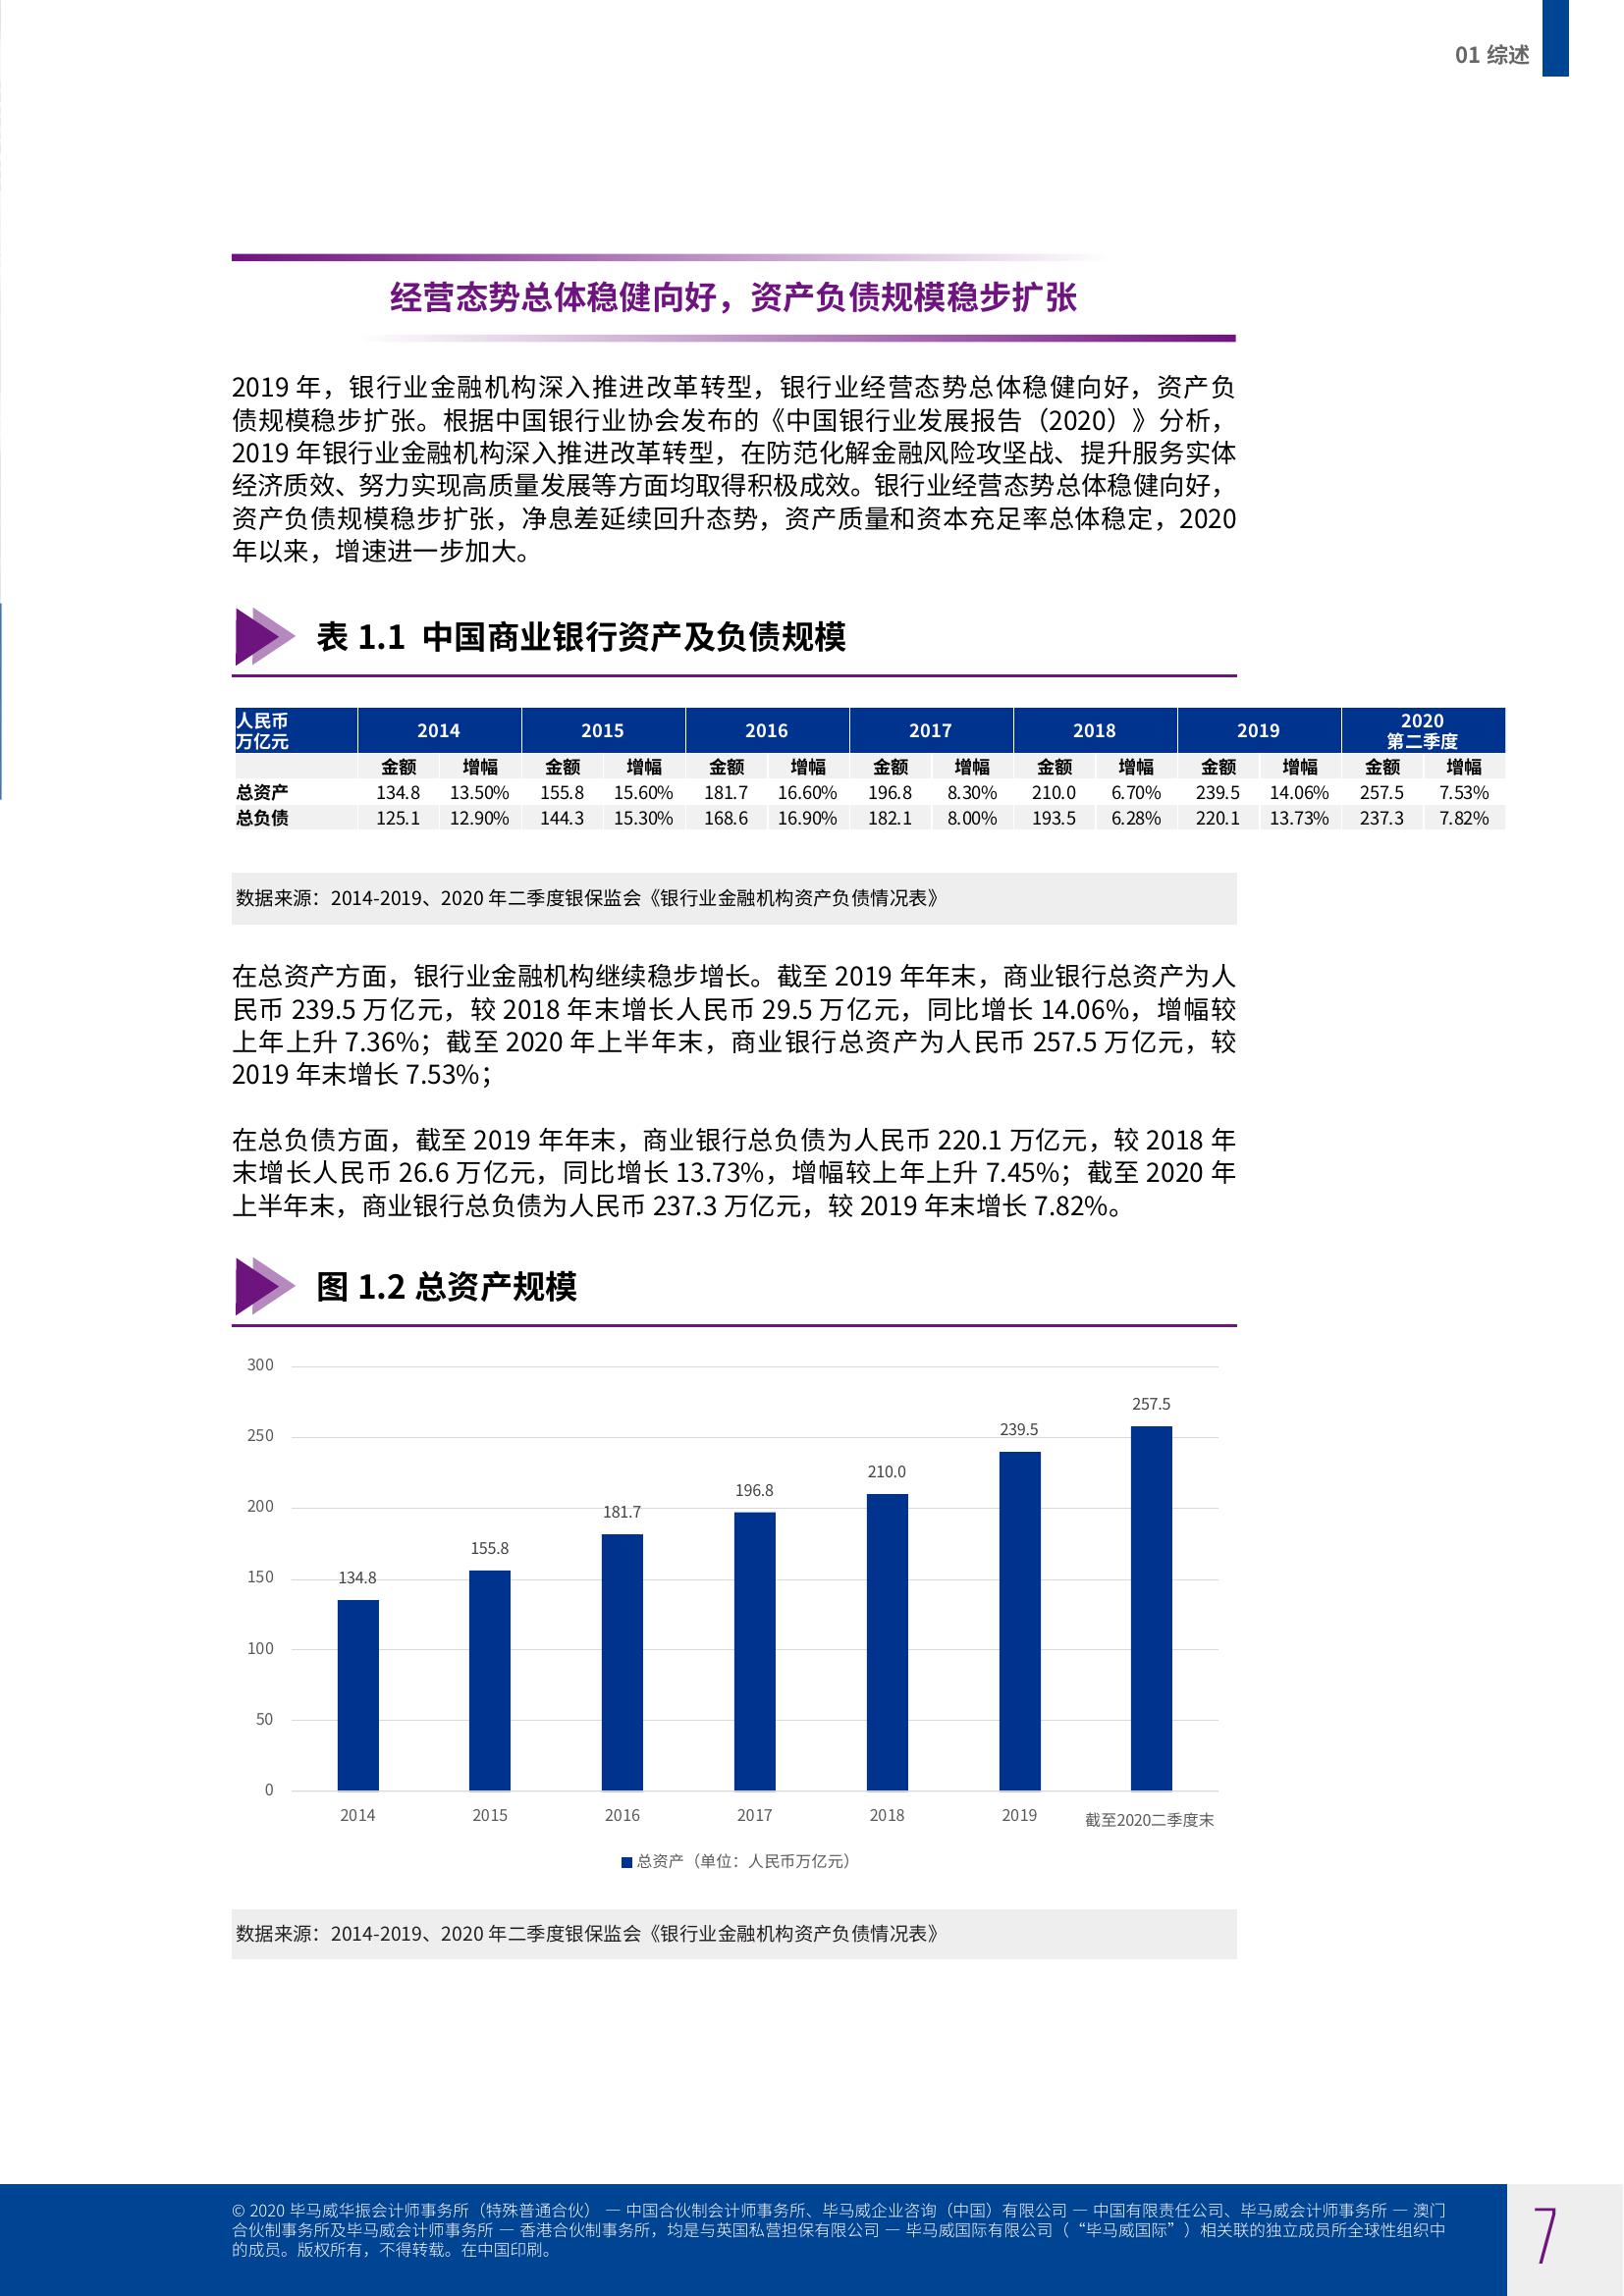 01 综述
经营态势总体稳健向好，资产负债规模稳步扩张
2019 年，银行业金融机构深入推进改革转型，银行业经营态势总体稳健向好，资产负
债规模稳步扩张。根据中国银行业协会发布的《中国银行业发展报告（2020）》分析，
2019 年银行业金融机构深入推进改革转型，在防范化解金融风险攻坚战、提升服务实体
经济质效、努力实现高质量发展等方面均取得积极成效。银行业经营态势总体稳健向好，
资产负债规模稳步扩张，净息差延续回升态势，资产质量和资本充足率总体稳定，2020
年以来，增速进一步加大。
表 1.1 中国商业银行资产及负债规模
人民币
万亿元 2014 2015 2016 2017 2018 2019 2020
第二季度
金额 增幅 金额 增幅 金额 增幅 金额 增幅 金额 增幅 金额 增幅 金额 增幅
总资产 134.8 13.50% 155.8 15.60% 181.7 16.60% 196.8 8.30% 210.0 6.70% 239.5 14.06% 257.5 7.53%
总负债 125.1 12.90% 144.3 15.30% 168.6 16.90% 182.1 8.00% 193.5 6.28% 220.1 13.73% 237.3 7.82%
数据来源：2014-2019、2020 年二季度银保监会《银行业金融机构资产负债情况表》
在总资产方面，银行业金融机构继续稳步增长。截至 2019 年年末，商业银行总资产为人
民币 239.5 万亿元，较 2018 年末增长人民币 29.5 万亿元，同比增长 14.06%，增幅较
上年上升 7.36%；截至 2020 年上半年末，商业银行总资产为人民币 257.5 万亿元，较
2019 年末增长 7.53%；
在总负债方面，截至 2019 年年末，商业银行总负债为人民币 220.1 万亿元，较 2018 年
末增长人民币 26.6 万亿元，同比增长 13.73%，增幅较上年上升 7.45%；截至 2020 年
上半年末，商业银行总负债为人民币 237.3 万亿元，较 2019 年末增长 7.82%。
图 1.2 总资产规模
300
250
200
150
100
50
0
134.8
155.8
181.7
196.8
210.0
239.5
257.5
2014 2015 2016 2017 2018 2019 截至2020二季度末
总资产（单位：人民币万亿元）
数据来源：2014-2019、2020 年二季度银保监会《银行业金融机构资产负债情况表》
© 2020 毕马威华振会计师事务所（特殊普通合伙） — 中国合伙制会计师事务所、毕马威企业咨询（中国）有限公司 — 中国有限责任公司、毕马威会计师事务所 — 澳门
合伙制事务所及毕马威会计师事务所 — 香港合伙制事务所，均是与英国私营担保有限公司 — 毕马威国际有限公司（“毕马威国际”）相关联的独立成员所全球性组织中
的成员。版权所有，不得转载。在中国印刷。
7